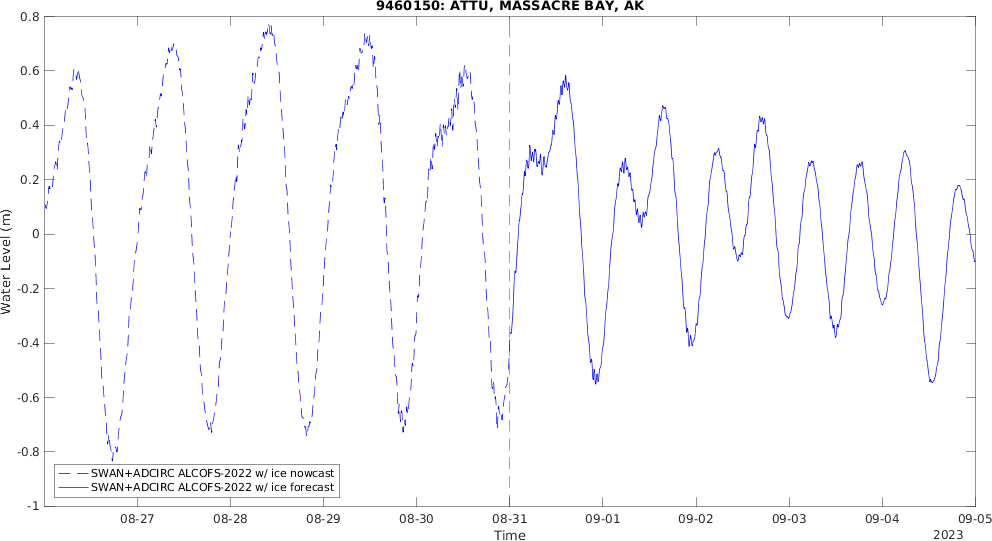 9460150: ATTU, MASSACRE BAY, AK
0.8
0.6
0.4
0.2
0
-0.2
-0.4
-0.6
-0.8
-1
Water Level (m)
SWAN+ADCIRC ALCOFS-2022 w/ ice nowcast
SWAN+ADCIRC ALCOFS-2022 w/ ice forecast
08-27 08-28 08-29 08-30 08-31 09-01 09-02 09-03 09-04 09-05
Time
2023